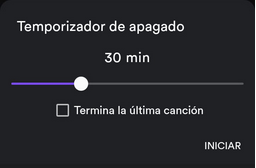 Temporizador de apagado
30 min
Termina la última canción
INICIAR